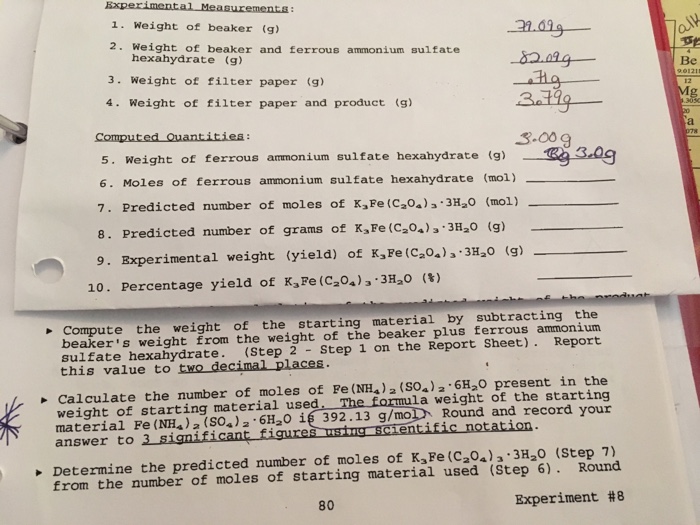 Experimental Measurements:
1. Weight of beaker (g) 79.09g
2. Weight of beaker and ferrous ammonium sulfate
hexahydrate (g) 82.09g
3. Weight of filter paper (g) .71g
4. Weight of filter paper and product (g) 3.79g
Computed Quantities: 3.00g
5. Weight of ferrous ammonium sulfate hexahydrate (g) 3.0g
6. Moles of ferrous ammonium sulfate hexahydrate (mol)
7. Predicted number of moles of K₃Fe(C₂O₄)₃·3H₂O (mol)
8. Predicted number of grams of K₃Fe(C₂O₄)₃·3H₂O (g)
9. Experimental weight (yield) of K₃Fe(C₂O₄)₃·3H₂O (g)
10. Percentage yield of K₃Fe(C₂O₄)₃·3H₂O (%)
▸ Compute the weight of the starting material by subtracting the
beaker's weight from the weight of the beaker plus ferrous ammonium
sulfate hexahydrate. (Step 2 - Step 1 on the Report Sheet). Report
this value to two decimal places.
▸ Calculate the number of moles of Fe(NH₄)₂(SO₄)₂·6H₂O present in the
weight of starting material used. The formula weight of the starting
material Fe(NH₄)₂(SO₄)₂·6H₂O is 392.13 g/mol. Round and record your
answer to 3 significant figures using scientific notation.
▸ Determine the predicted number of moles of K₃Fe(C₂O₄)₃·3H₂O (Step 7)
from the number of moles of starting material used (Step 6). Round
80
Experiment #8
alk
4
Be
12
Mg
20